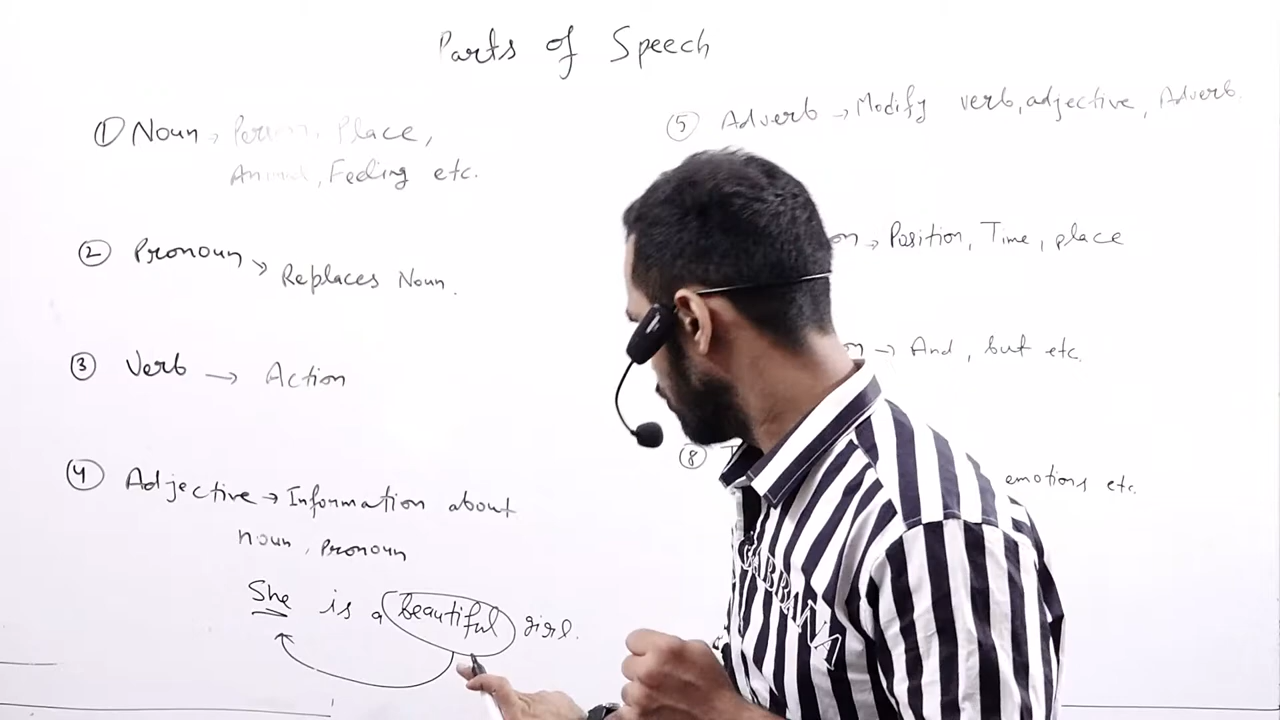 Parts of Speech
① Noun → Person, Place,
Animal, Feeling etc.
② Pronoun → Replaces Noun.
③ Verb → Action
④ Adjective → Information about
noun, pronoun
She is a beautiful girl.
⑤ Adverb → Modify verb, adjective, Adverb.
on → Position, Time, place
on → And, but etc.
⑧
emotions etc.